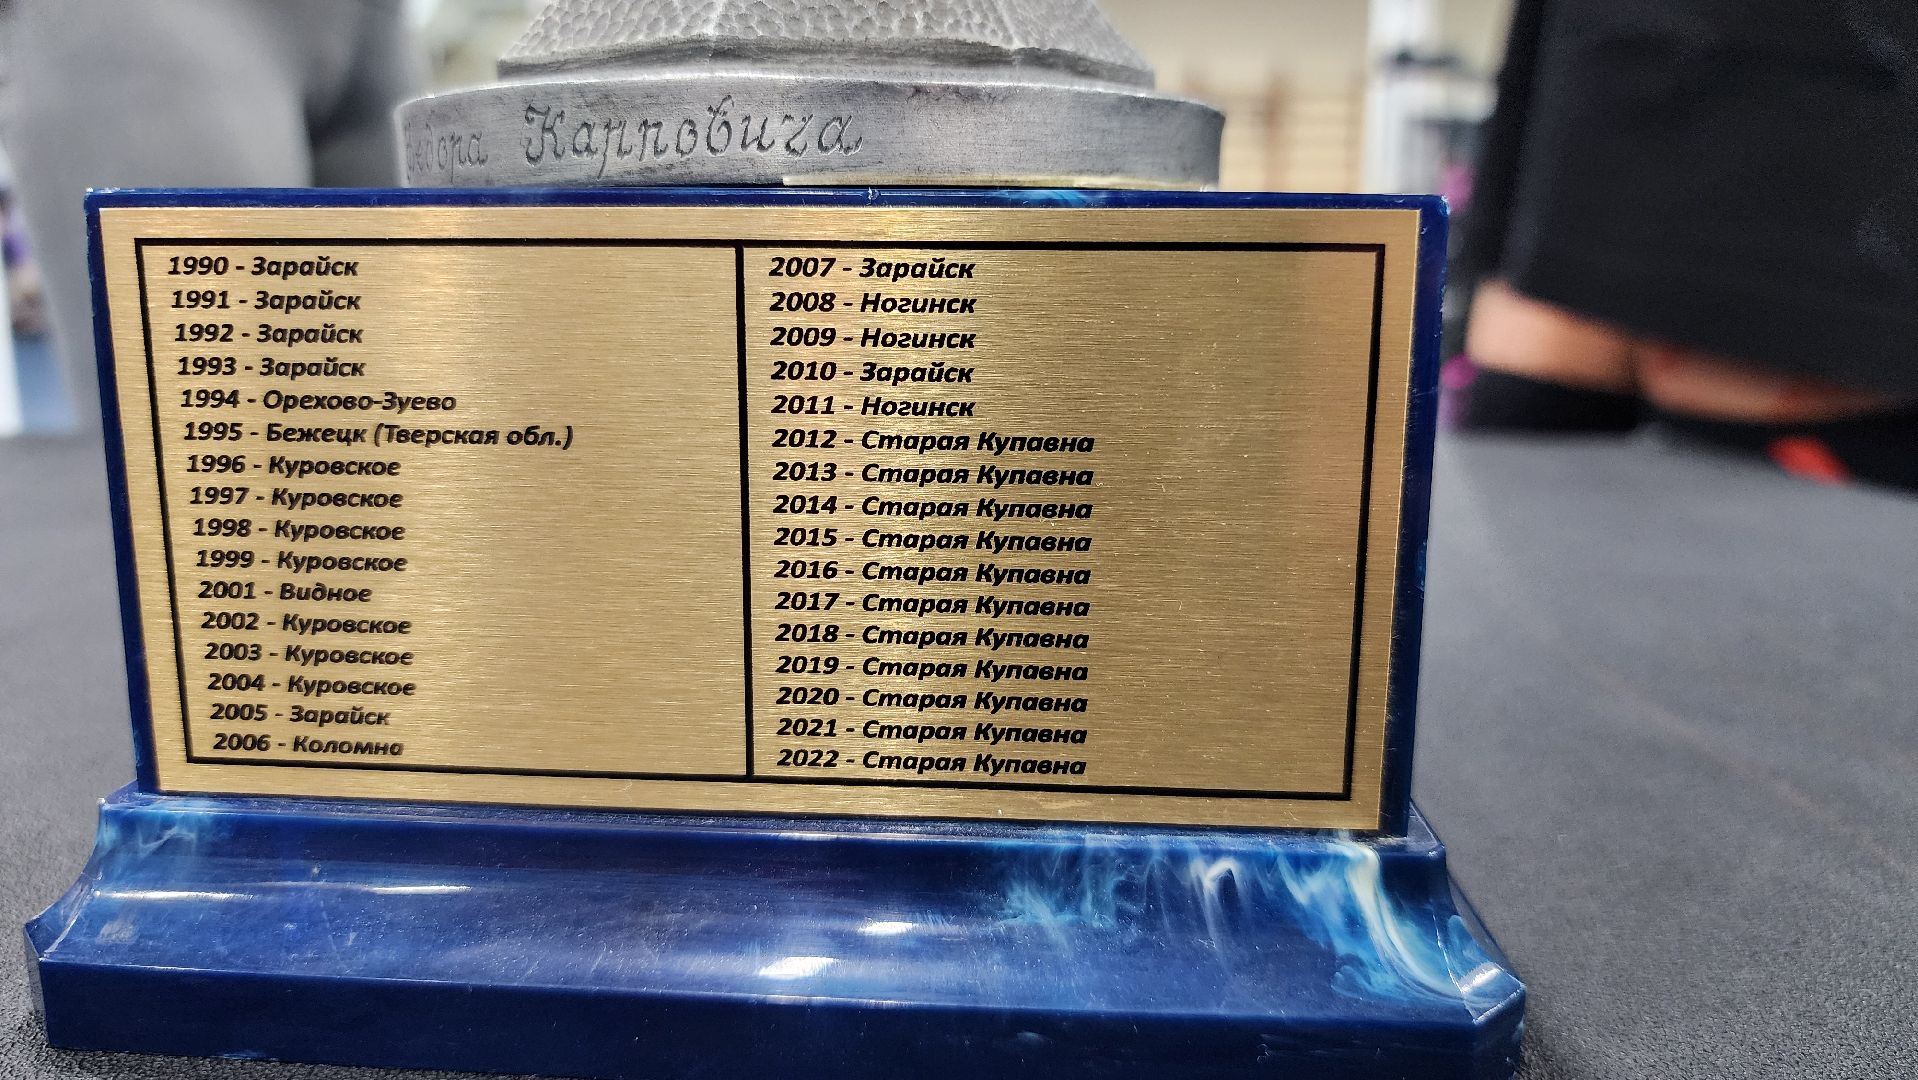 Федора Карповича
1990 - Зарайск
1991 - Зарайск
1992 - Зарайск
1993 - Зарайск
1994 - Орехово-Зуево
1995 - Бежецк (Тверская обл.)
1996 - Куровское
1997 - Куровское
1998 - Куровское
1999 - Куровское
2001 - Видное
2002 - Куровское
2003 - Куровское
2004 - Куровское
2005 - Зарайск
2006 - Коломна
2007 - Зарайск
2008 - Ногинск
2009 - Ногинск
2010 - Зарайск
2011 - Ногинск
2012 - Старая Купавна
2013 - Старая Купавна
2014 - Старая Купавна
2015 - Старая Купавна
2016 - Старая Купавна
2017 - Старая Купавна
2018 - Старая Купавна
2019 - Старая Купавна
2020 - Старая Купавна
2021 - Старая Купавна
2022 - Старая Купавна